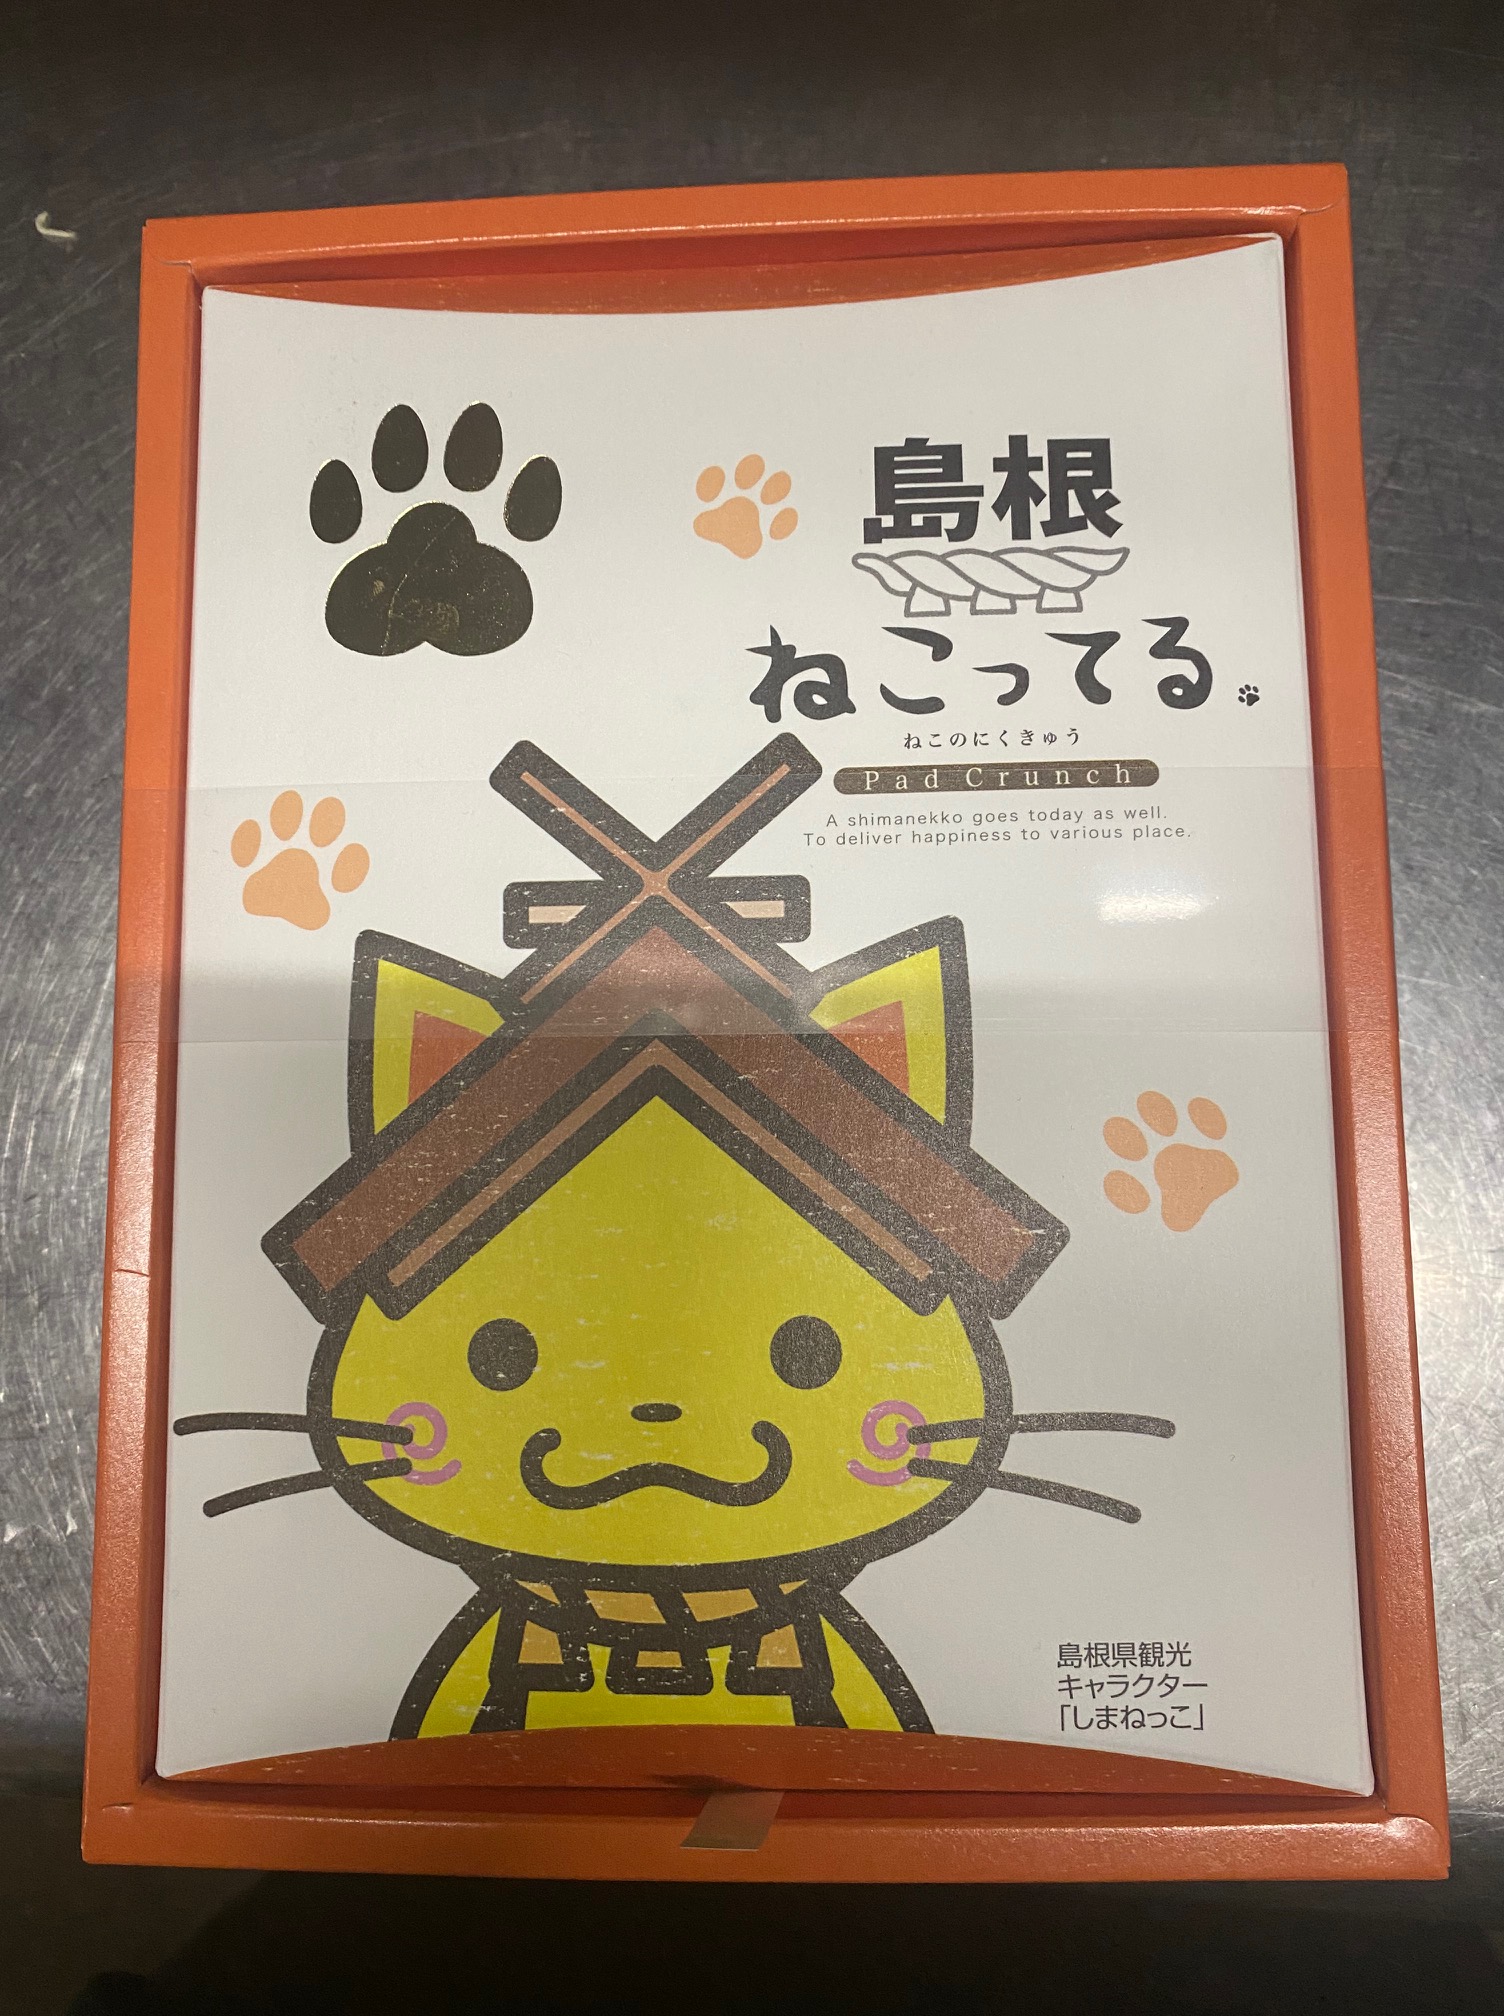 島根
ねこってる
ねこのにくきゅう
Pad Crunch
A shimanekko goes today as well.
To deliver happiness to various place.
島根県観光
キャラクター
「しまねっこ」